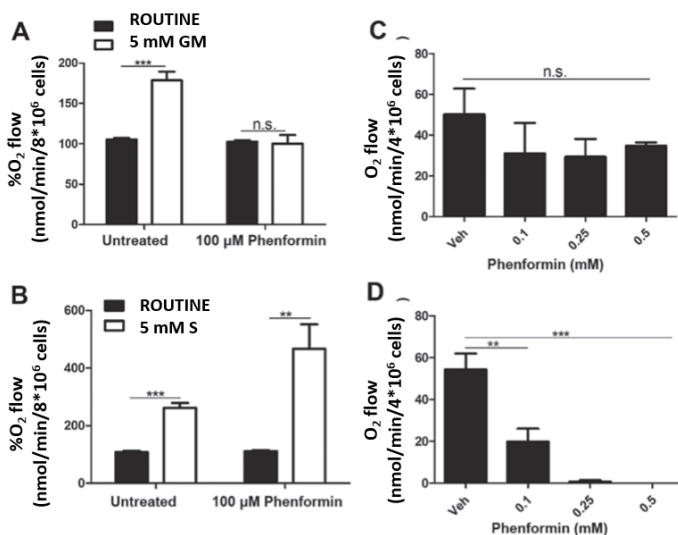 A
ROUTINE
5 mM GM
%O₂ flow
(nmol/min/8*10⁶ cells)
200
150
100
50
0
***
n.s.
Untreated
100 µM Phenformin
B
ROUTINE
5 mM S
%O₂ flow
(nmol/min/8*10⁶ cells)
600
400
200
0
***
**
Untreated
100 µM Phenformin
C
O₂ flow
(nmol/min/4*10⁶ cells)
80
60
40
20
0
n.s.
Veh
0.1
0.25
0.5
Phenformin (mM)
D
O₂ flow
(nmol/min/4*10⁶ cells)
80
60
40
20
0
***
**
Veh
0.1
0.25
0.5
Phenformin (mM)